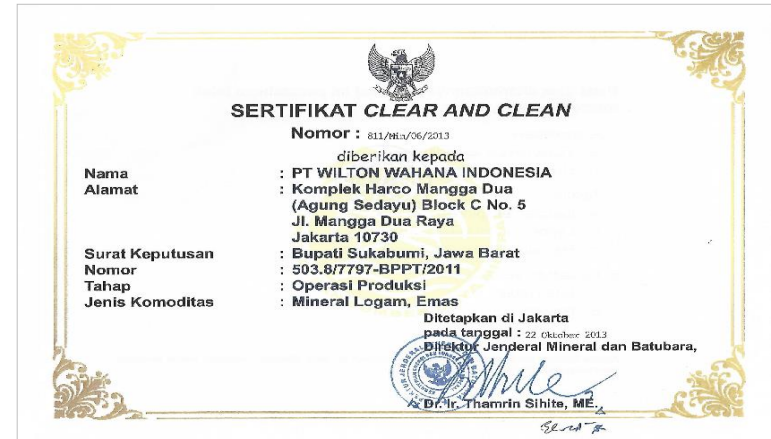 SERTIFIKAT CLEAR AND CLEAN
Nomor : 811/Min/06/2013
diberikan kepada
Nama : PT WILTON WAHANA INDONESIA
Alamat : Komplek Harco Mangga Dua
(Agung Sedayu) Block C No. 5
Jl. Mangga Dua Raya
Jakarta 10730
Surat Keputusan : Bupati Sukabumi, Jawa Barat
Nomor : 503.8/7797-BPPT/2011
Tahap : Operasi Produksi
Jenis Komoditas : Mineral Logam, Emas
Ditetapkan di Jakarta
pada tanggal : 22 Oktober 2013
Direktur Jenderal Mineral dan Batubara,
Dr. Ir. Thamrin Sihite, ME.